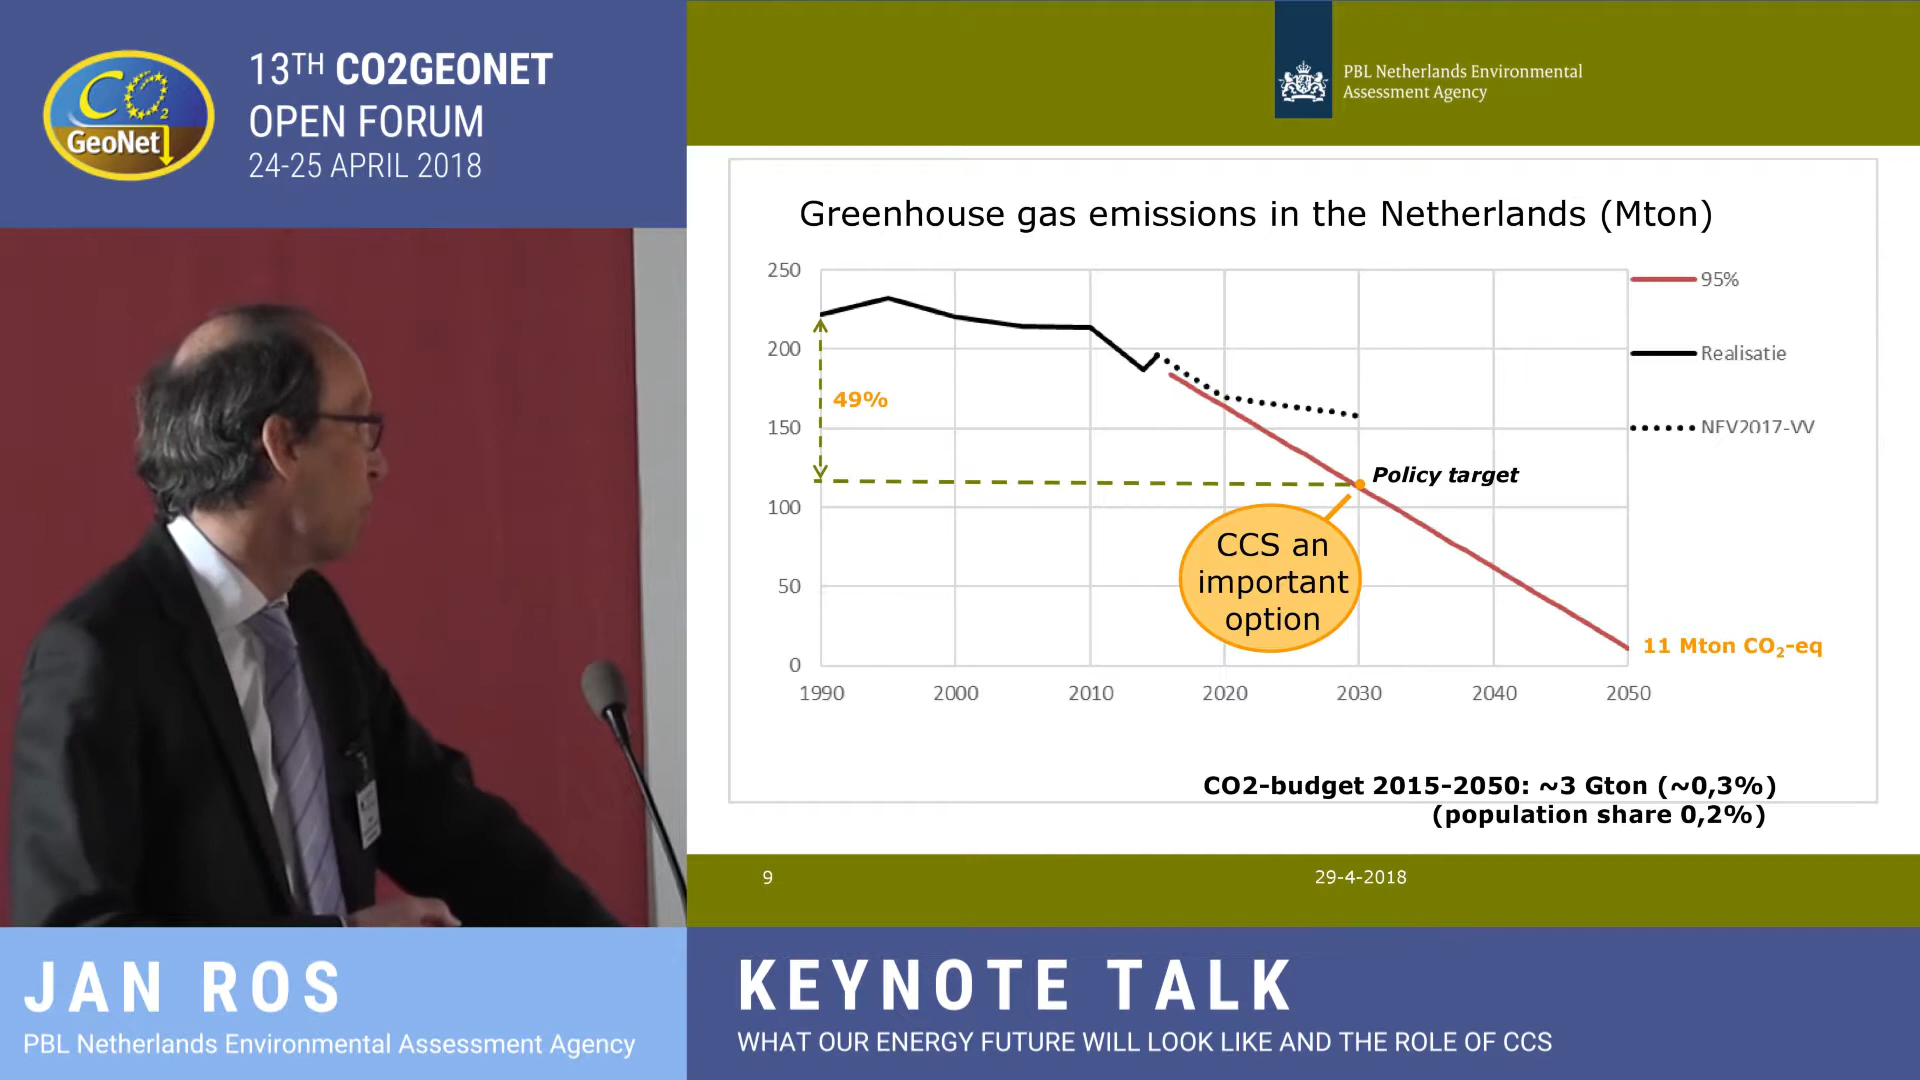 CO2
GeoNet
13TH CO2GEONET
OPEN FORUM
24-25 APRIL 2018
PBL Netherlands Environmental
Assessment Agency
Greenhouse gas emissions in the Netherlands (Mton)
250
200
150
100
50
0
1990
2000
2010
2020
2030
2040
2050
95%
Realisatie
NEV2017-VV
49%
Policy target
CCS an
important
option
11 Mton CO2-eq
CO2-budget 2015-2050: ~3 Gton (~0,3%)
(population share 0,2%)
9
29-4-2018
JAN ROS
PBL Netherlands Environmental Assessment Agency
KEYNOTE TALK
WHAT OUR ENERGY FUTURE WILL LOOK LIKE AND THE ROLE OF CCS